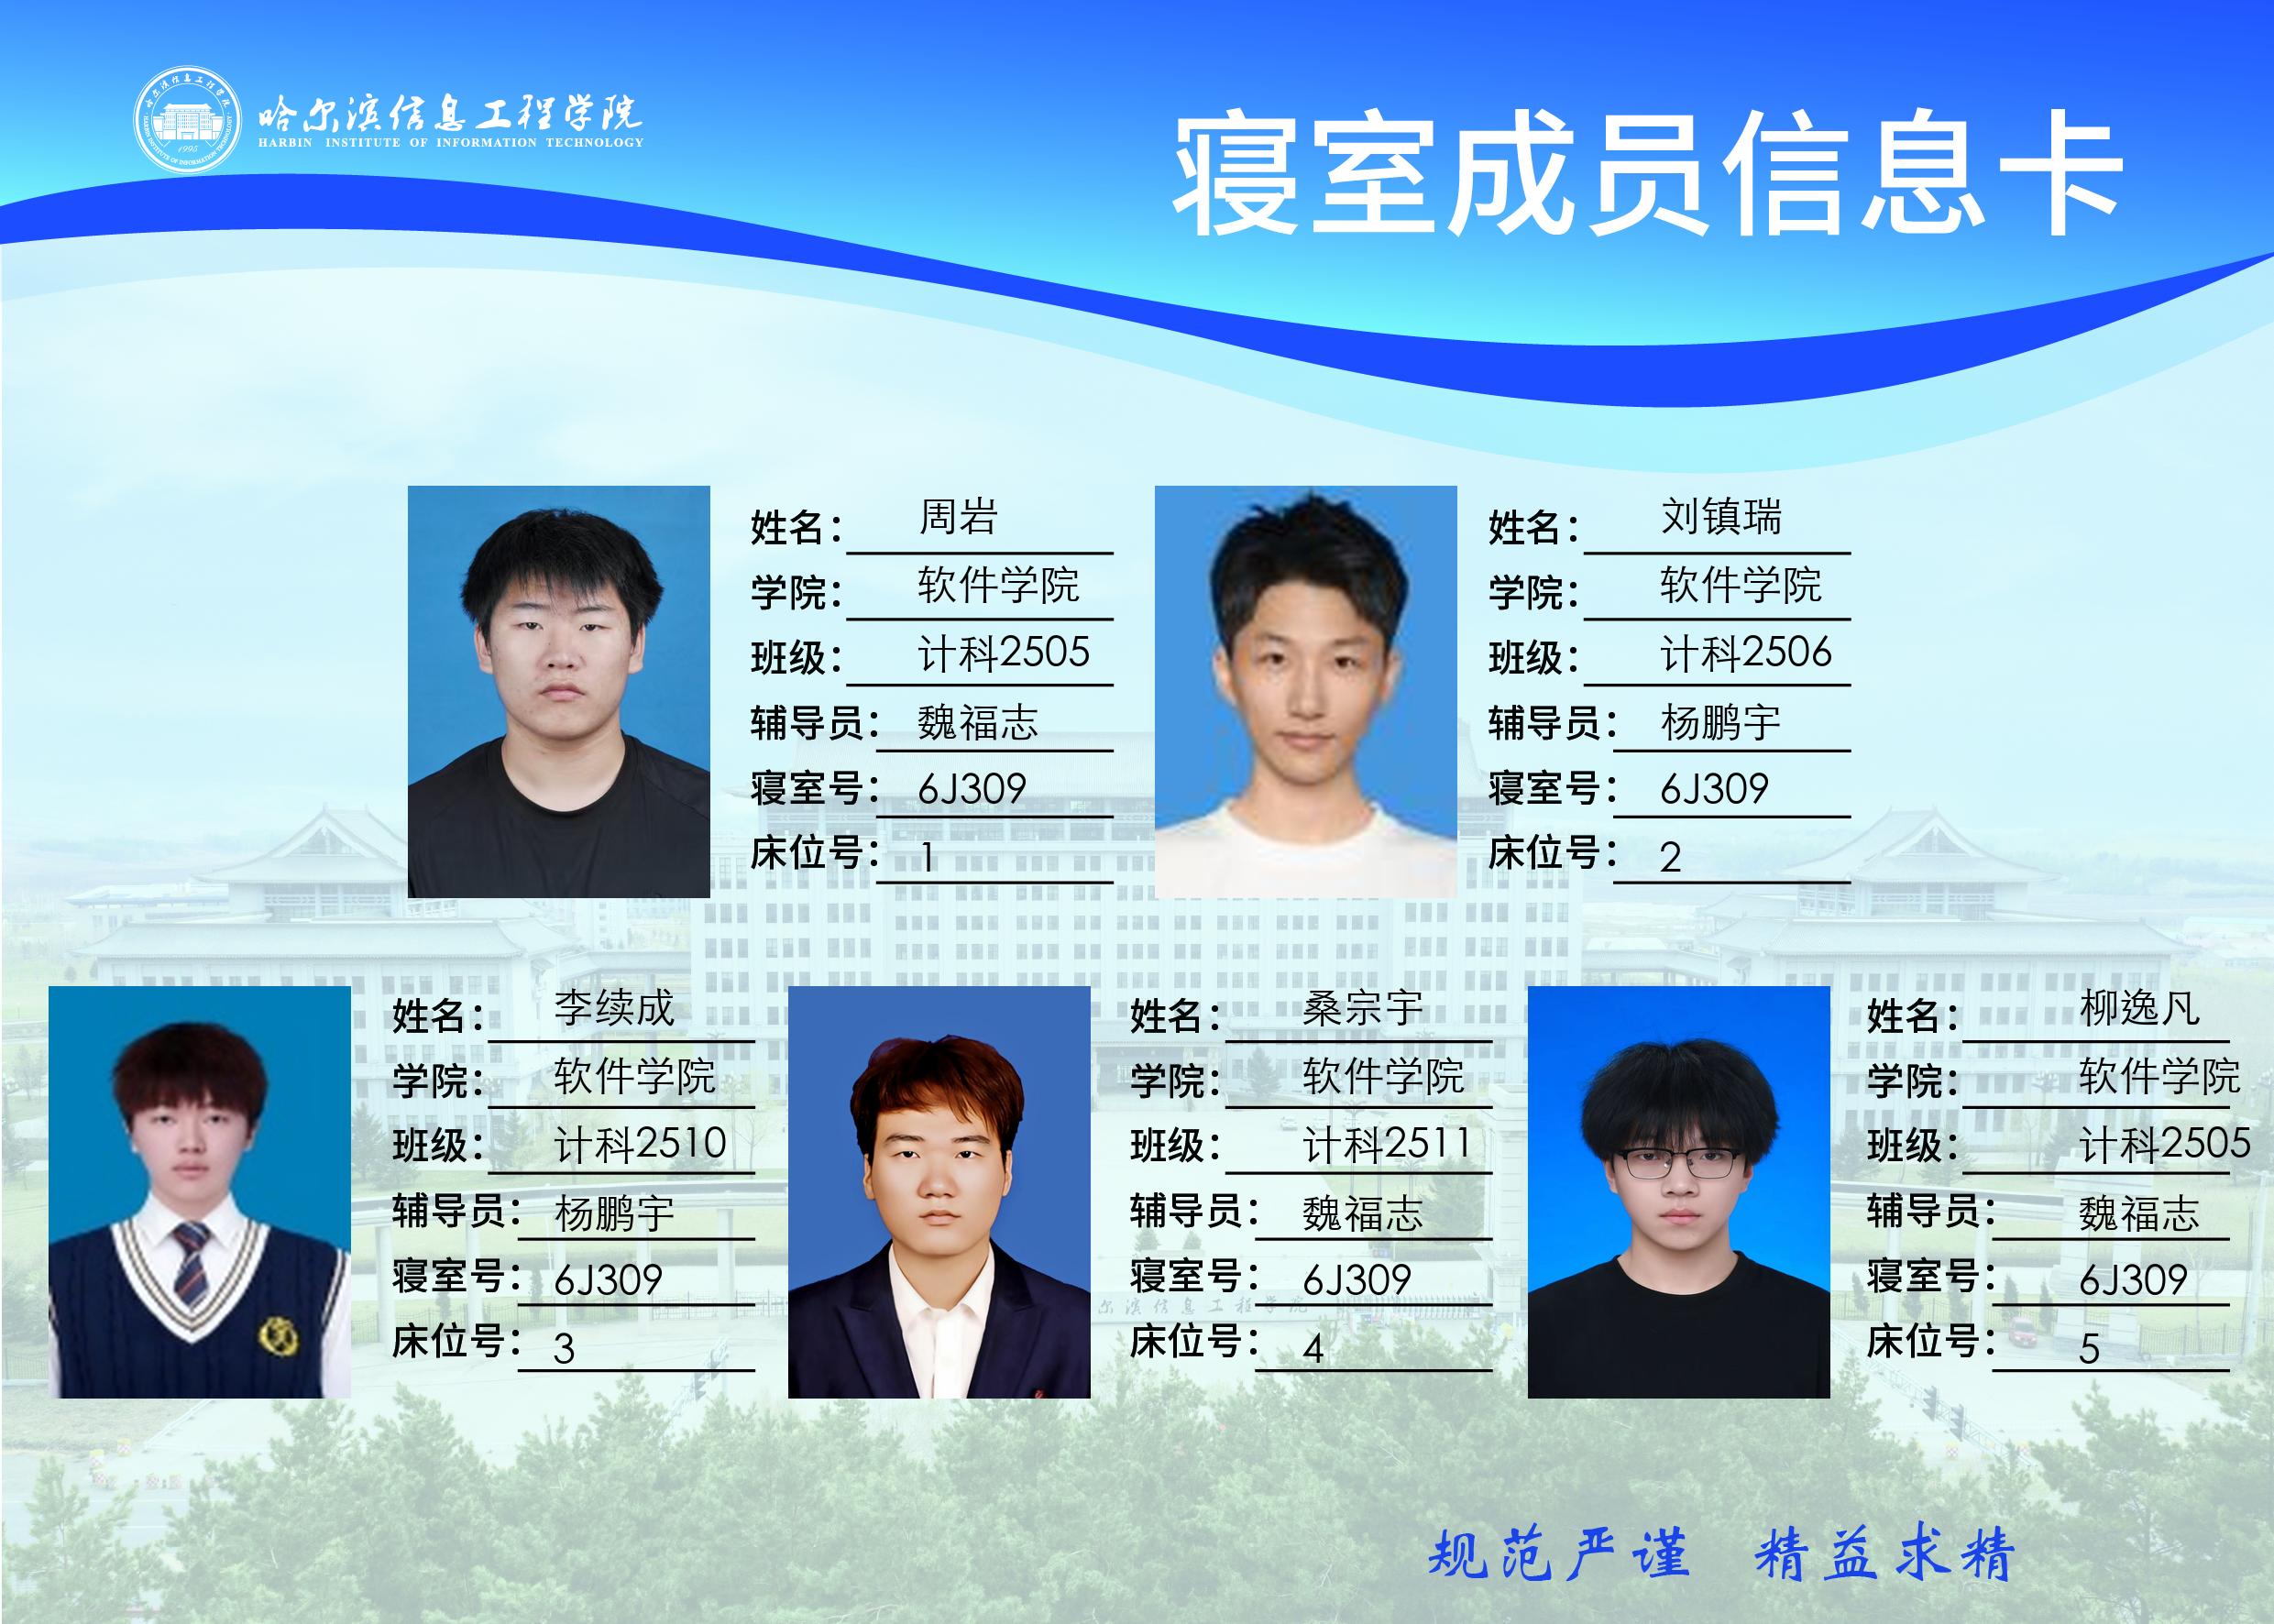 哈尔滨信息工程学院
HARBIN INSTITUTE OF INFORMATION TECHNOLOGY
1995
寝室成员信息卡
姓名： 周岩
学院： 软件学院
班级： 计科2505
辅导员： 魏福志
寝室号： 6J309
床位号： 1
姓名： 刘镇瑞
学院： 软件学院
班级： 计科2506
辅导员： 杨鹏宇
寝室号： 6J309
床位号： 2
姓名： 李续成
学院： 软件学院
班级： 计科2510
辅导员： 杨鹏宇
寝室号： 6J309
床位号： 3
姓名： 桑宗宇
学院： 软件学院
班级： 计科2511
辅导员： 魏福志
寝室号： 6J309
床位号： 4
姓名： 柳逸凡
学院： 软件学院
班级： 计科2505
辅导员： 魏福志
寝室号： 6J309
床位号： 5
尔滨信息工程学院
规范严谨 精益求精